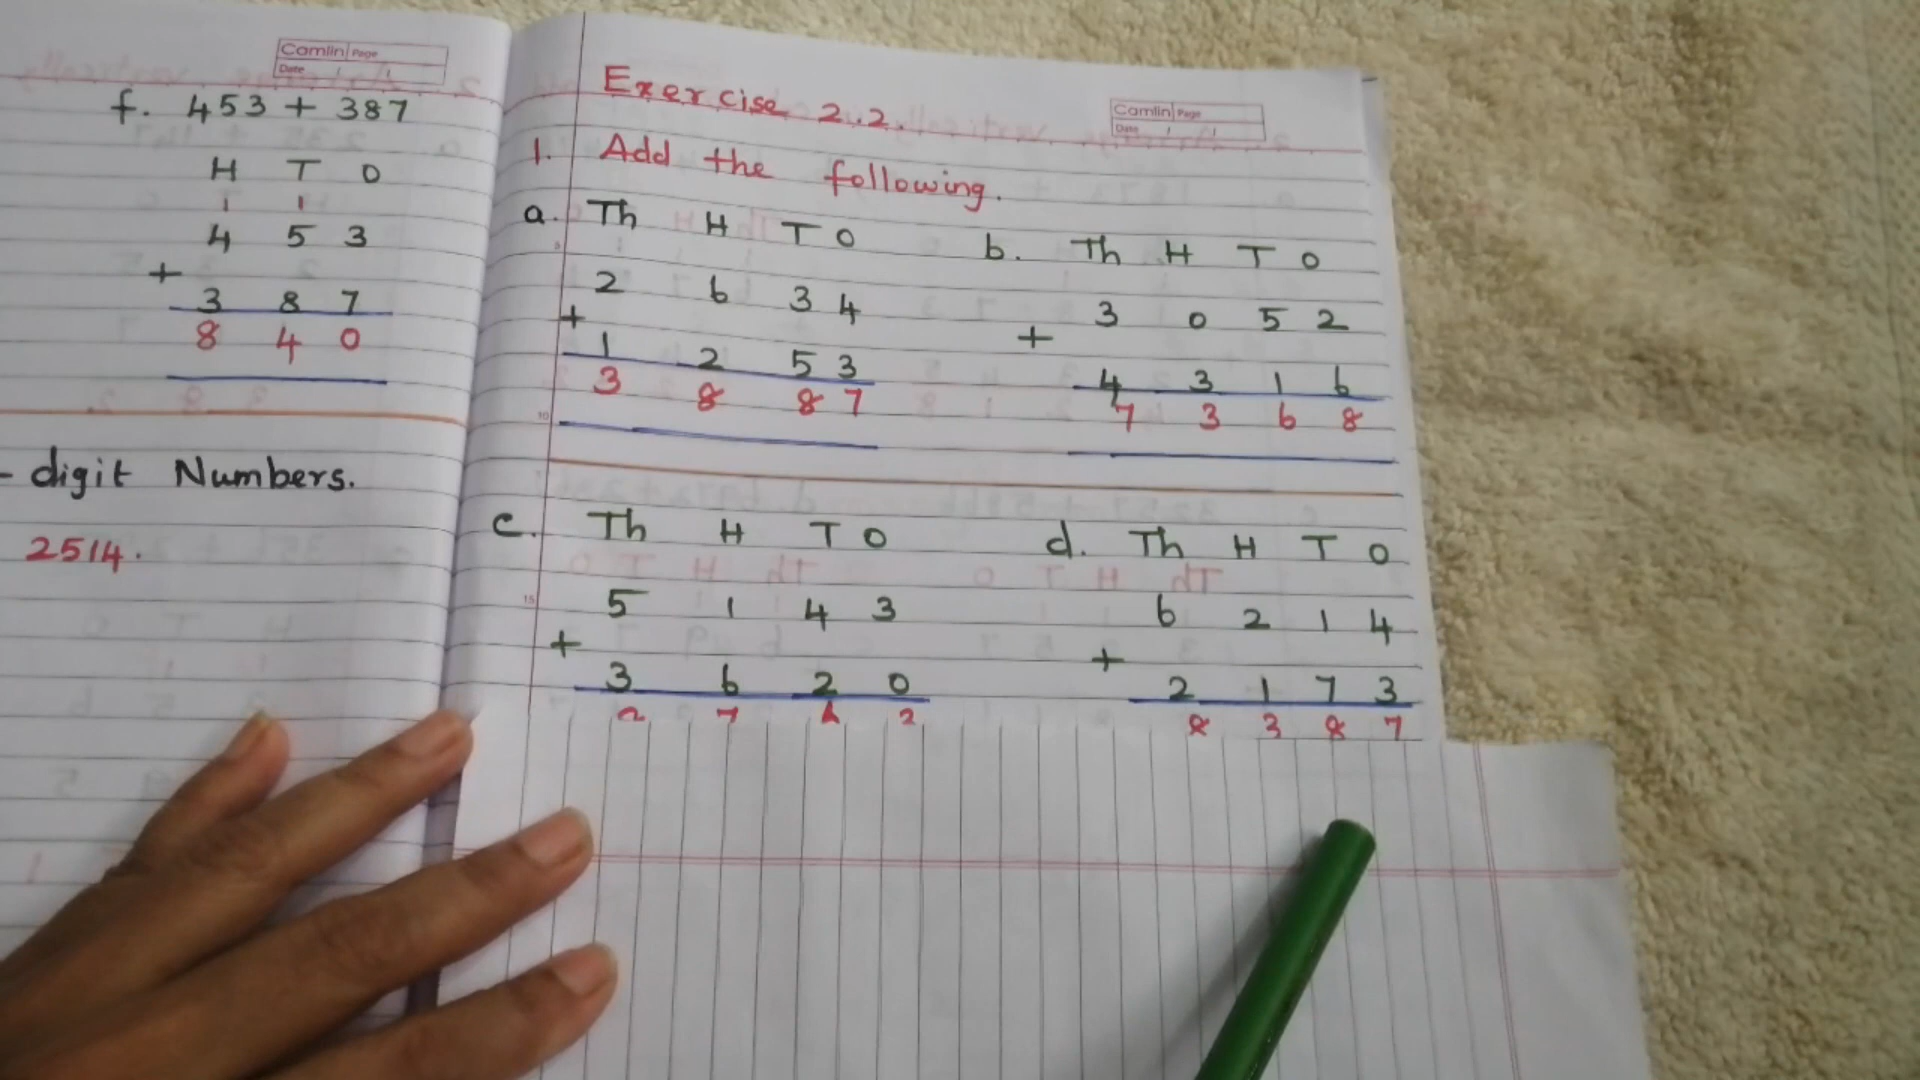 Camlin Page
Date / /
f. 453 + 387
H T O
1 1
4 5 3
+
3 8 7
8 4 0
- digit Numbers.
2514.
Exercise 2.2.
Camlin Page
Date / /
1. Add the following.
a. Th H T O
2 6 3 4
+
1 2 5 3
3 8 8 7
b. Th H T O
3 0 5 2
+
4 3 1 6
7 3 6 8
c. Th H T O
5 1 4 3
+
3 6 2 0
d. Th H T O
6 2 1 4
+
2 1 7 3
8 3 8 7